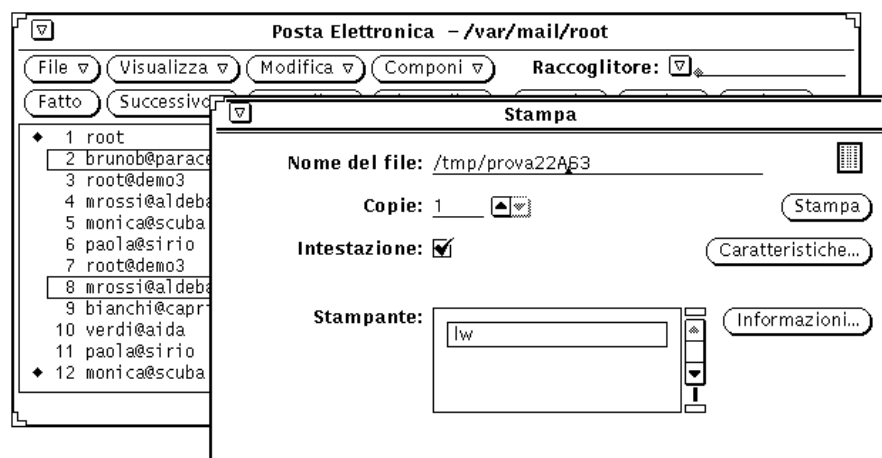 Posta Elettronica -/var/mail/root
File Visualizza Modifica Componi Raccoglitore:
Fatto Successivo
Stampa
1 root
2 brunob@parace
3 root@demo3
4 mrossi@aldeba
5 monica@scuba
6 paola@sirio
7 root@demo3
8 mrossi@aldeba
9 bianchi@capri
10 verdi@aida
11 paola@sirio
12 monica@scuba
Nome del file: /tmp/prova22A63
Copie: 1 Stampa
Intestazione: Caratteristiche...
Stampante: lw Informazioni...